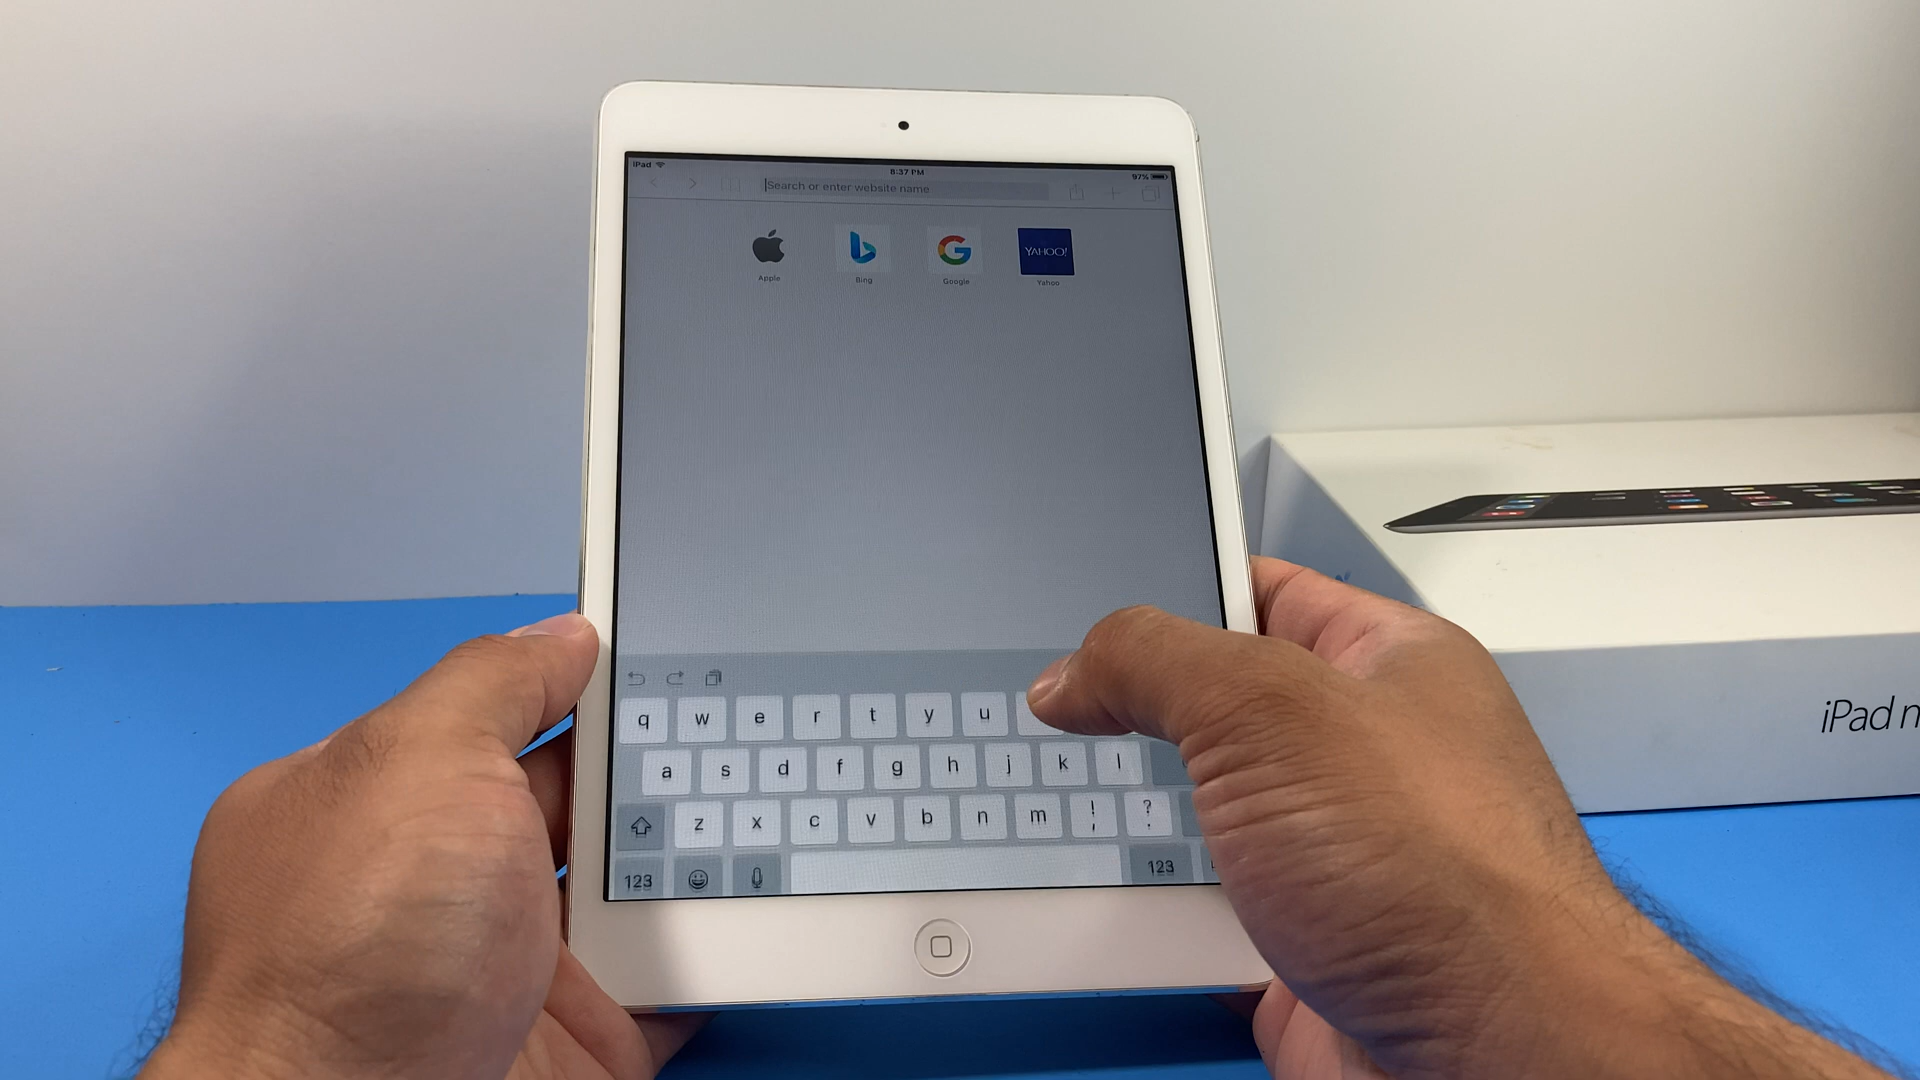 iPad
8:37 PM
97%
Search or enter website name
YAHOO!
Apple
Bing
Google
Yahoo
q w e r t y u
a s d f g h j k l
z x c v b n m ! , ? .
123
123
iPad